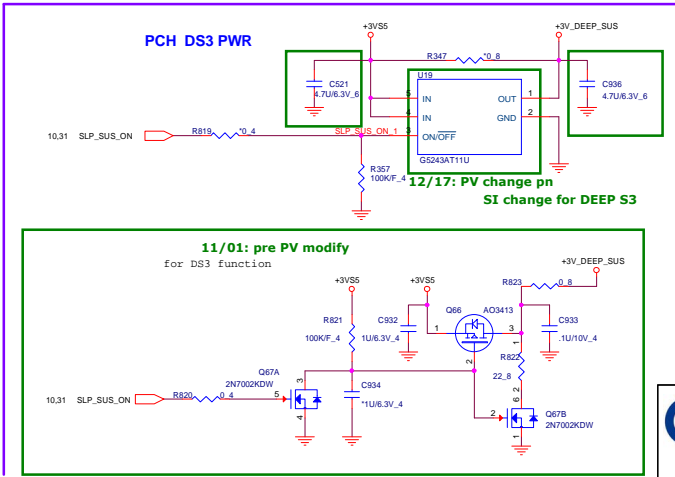 PCH DS3 PWR
+3VS5
+3V_DEEP_SUS
R347
*0_8
C521
4.7U/6.3V_6
U19
C936
4.7U/6.3V_6
5
IN
OUT
1
4
IN
GND
2
3
ON/OFF
G5243AT11U
10,31
SLP_SUS_ON
R819
*0_4
SLP_SUS_ON_1
R357
100K/F_4
12/17: PV change pn
SI change for DEEP S3
11/01: pre PV modify
for DS3 function
+3VS5
+3VS5
+3V_DEEP_SUS
R823
0_8
R821
100K/F_4
C932
1U/6.3V_4
Q66
AO3413
1
3
2
C933
.1U/10V_4
R822
22_8
1
2
Q67A
2N7002KDW
3
5
4
C934
*1U/6.3V_4
10,31
SLP_SUS_ON
R820
0_4
6
2
1
Q67B
2N7002KDW